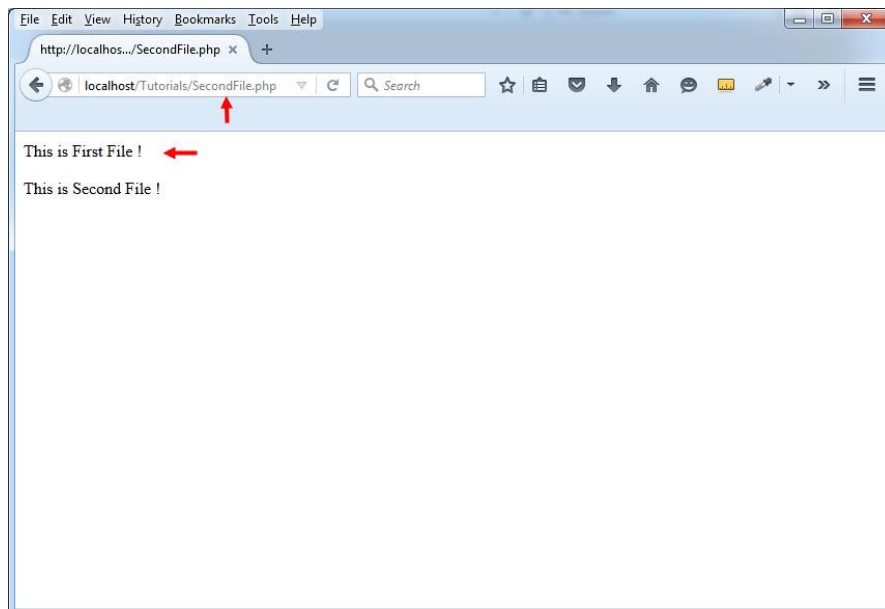 File Edit View History Bookmarks Tools Help
http://localhos.../SecondFile.php × +
localhost/Tutorials/SecondFile.php Search
This is First File !
This is Second File !